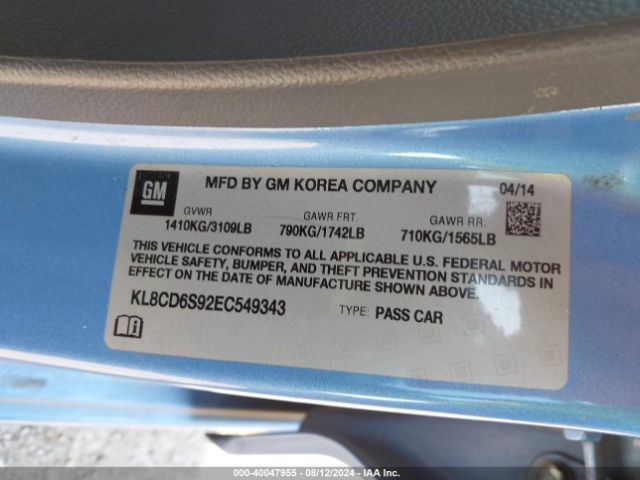 GM
MFD BY GM KOREA COMPANY 04/14
GVWR GAWR FRT. GAWR RR.
1410KG/3109LB 790KG/1742LB 710KG/1565LB
THIS VEHICLE CONFORMS TO ALL APPLICABLE U.S. FEDERAL MOTOR
VEHICLE SAFETY, BUMPER, AND THEFT PREVENTION STANDARDS IN
EFFECT ON THE DATE OF MANUFACTURE SHOWN ABOVE.
KL8CD6S92EC549343 TYPE: PASS CAR
000-40047955 - 08/12/2024 - IAAI.COM